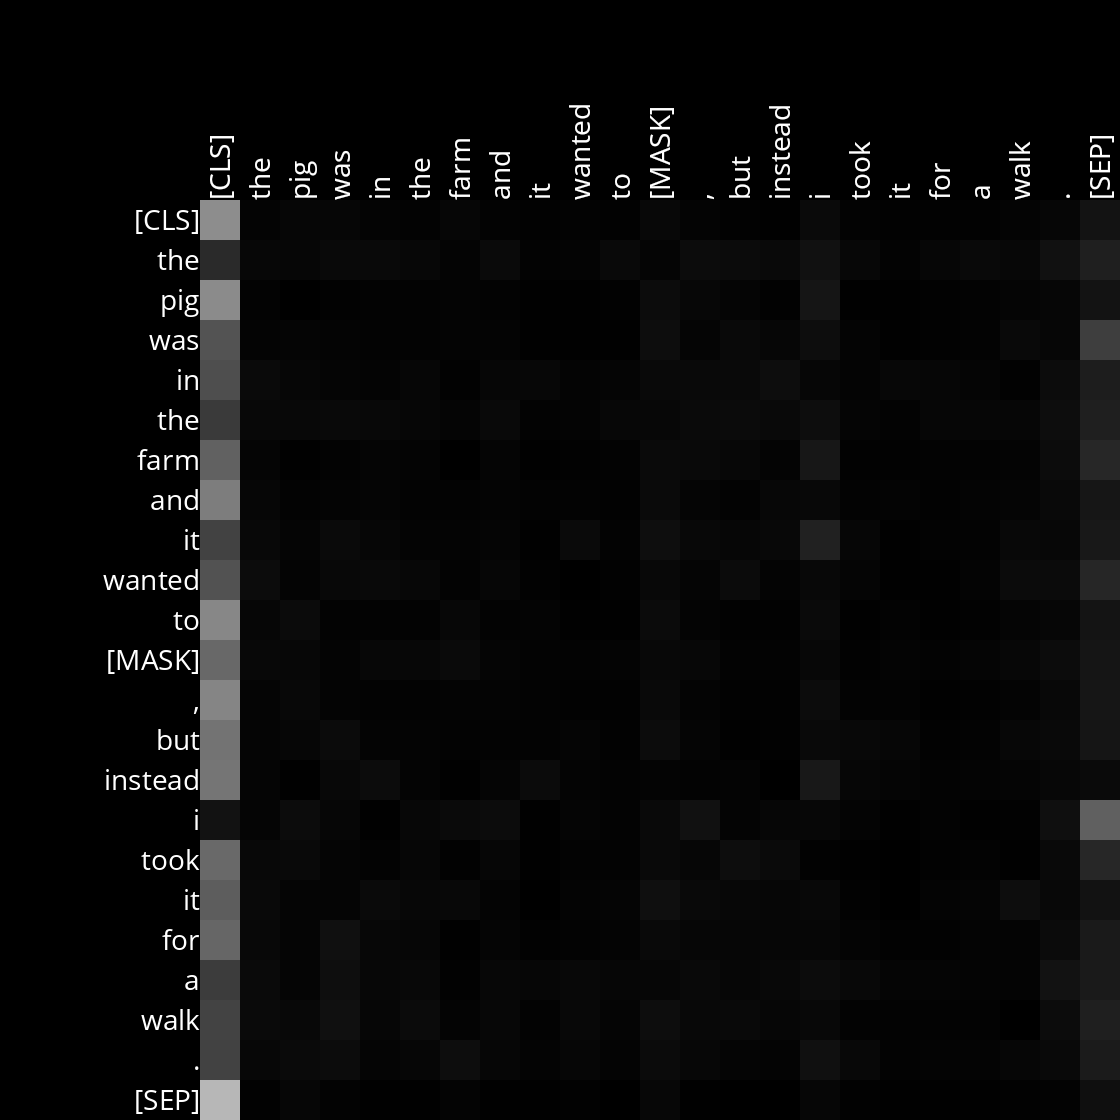 [CLS] the pig was in the farm and it wanted to [MASK] , but instead i took it for a walk . [SEP]
[CLS]
the
pig
was
in
the
farm
and
it
wanted
to
[MASK]
,
but
instead
i
took
it
for
a
walk
.
[SEP]